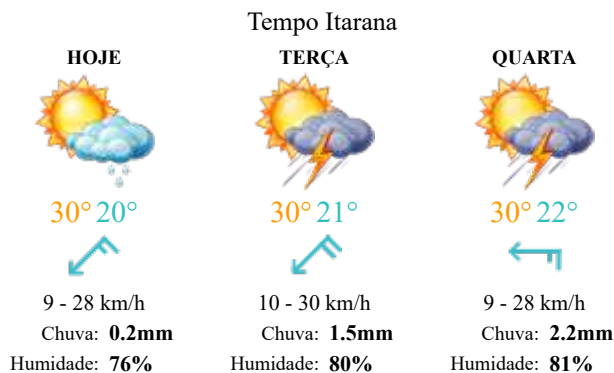 Tempo Itarana
HOJE
30° 20°
9 - 28 km/h
Chuva: 0.2mm
Humidade: 76%
TERÇA
30° 21°
10 - 30 km/h
Chuva: 1.5mm
Humidade: 80%
QUARTA
30° 22°
9 - 28 km/h
Chuva: 2.2mm
Humidade: 81%